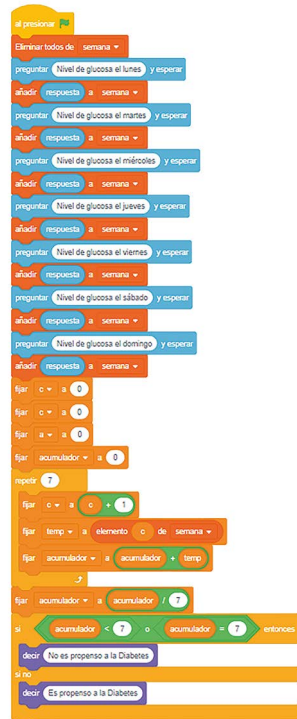 al presionar
Eliminar todos de semana
preguntar Nivel de glucosa el lunes y esperar
añadir respuesta a semana
preguntar Nivel de glucosa el martes y esperar
añadir respuesta a semana
preguntar Nivel de glucosa el miércoles y esperar
añadir respuesta a semana
preguntar Nivel de glucosa el jueves y esperar
añadir respuesta a semana
preguntar Nivel de glucosa el viernes y esperar
añadir respuesta a semana
preguntar Nivel de glucosa el sábado y esperar
añadir respuesta a semana
preguntar Nivel de glucosa el domingo y esperar
añadir respuesta a semana
fijar c a 0
fijar c a 0
fijar a a 0
fijar acumulador a 0
repetir 7
fijar c a c + 1
fijar temp a elemento c de semana
fijar acumulador a acumulador + temp
fijar acumulador a acumulador / 7
si acumulador < 7 o acumulador = 7 entonces
decir No es propenso a la Diabetes
si no
decir Es propenso a la Diabetes